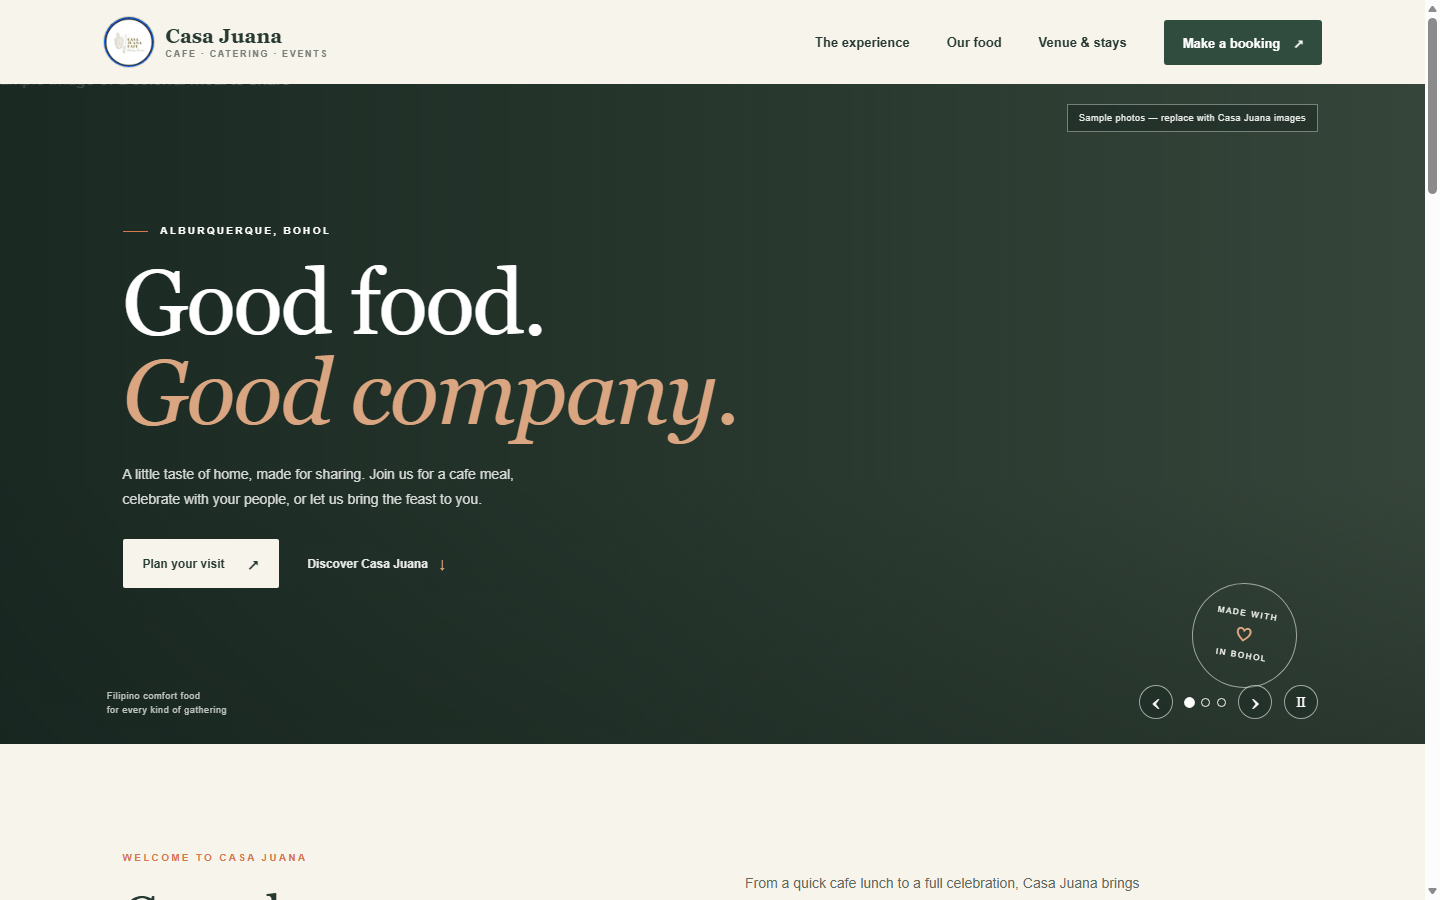 Casa Juana
CAFE · CATERING · EVENTS
The experience
Our food
Venue & stays
Make a booking ↗
Sample photos — replace with Casa Juana images
ALBURQUERQUE, BOHOL
Good food.
Good company.
A little taste of home, made for sharing. Join us for a cafe meal,
celebrate with your people, or let us bring the feast to you.
Plan your visit ↗
Discover Casa Juana ↓
MADE WITH
IN BOHOL
Filipino comfort food
for every kind of gathering
WELCOME TO CASA JUANA
From a quick cafe lunch to a full celebration, Casa Juana brings